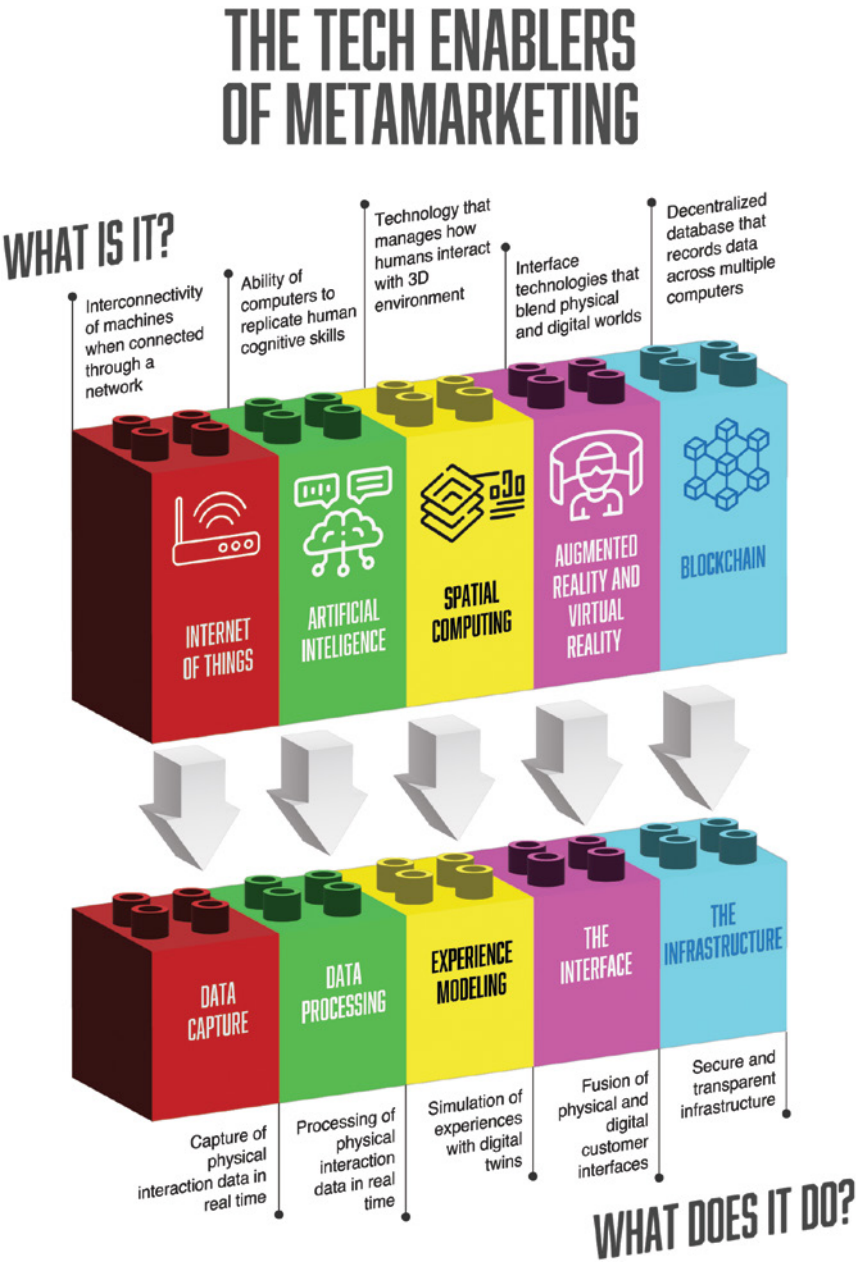 THE TECH ENABLERS
OF METAMARKETING
WHAT IS IT?
Interconnectivity
of machines
when connected
through a
network
Ability of
computers to
replicate human
cognitive skills
Technology that
manages how
humans interact
with 3D
environment
Interface
technologies that
blend physical
and digital worlds
Decentralized
database that
records data
across multiple
computers
INTERNET
OF THINGS
ARTIFICIAL
INTELIGENCE
SPATIAL
COMPUTING
AUGMENTED
REALITY AND
VIRTUAL
REALITY
BLOCKCHAIN
DATA
CAPTURE
DATA
PROCESSING
EXPERIENCE
MODELING
THE
INTERFACE
THE
INFRASTRUCTURE
Capture of
physical
interaction data in
real time
Processing of
physical
interaction
data in real
time
Simulation of
experiences
with digital
twins
Fusion of
physical and
digital
customer
interfaces
Secure and
transparent
infrastructure
WHAT DOES IT DO?